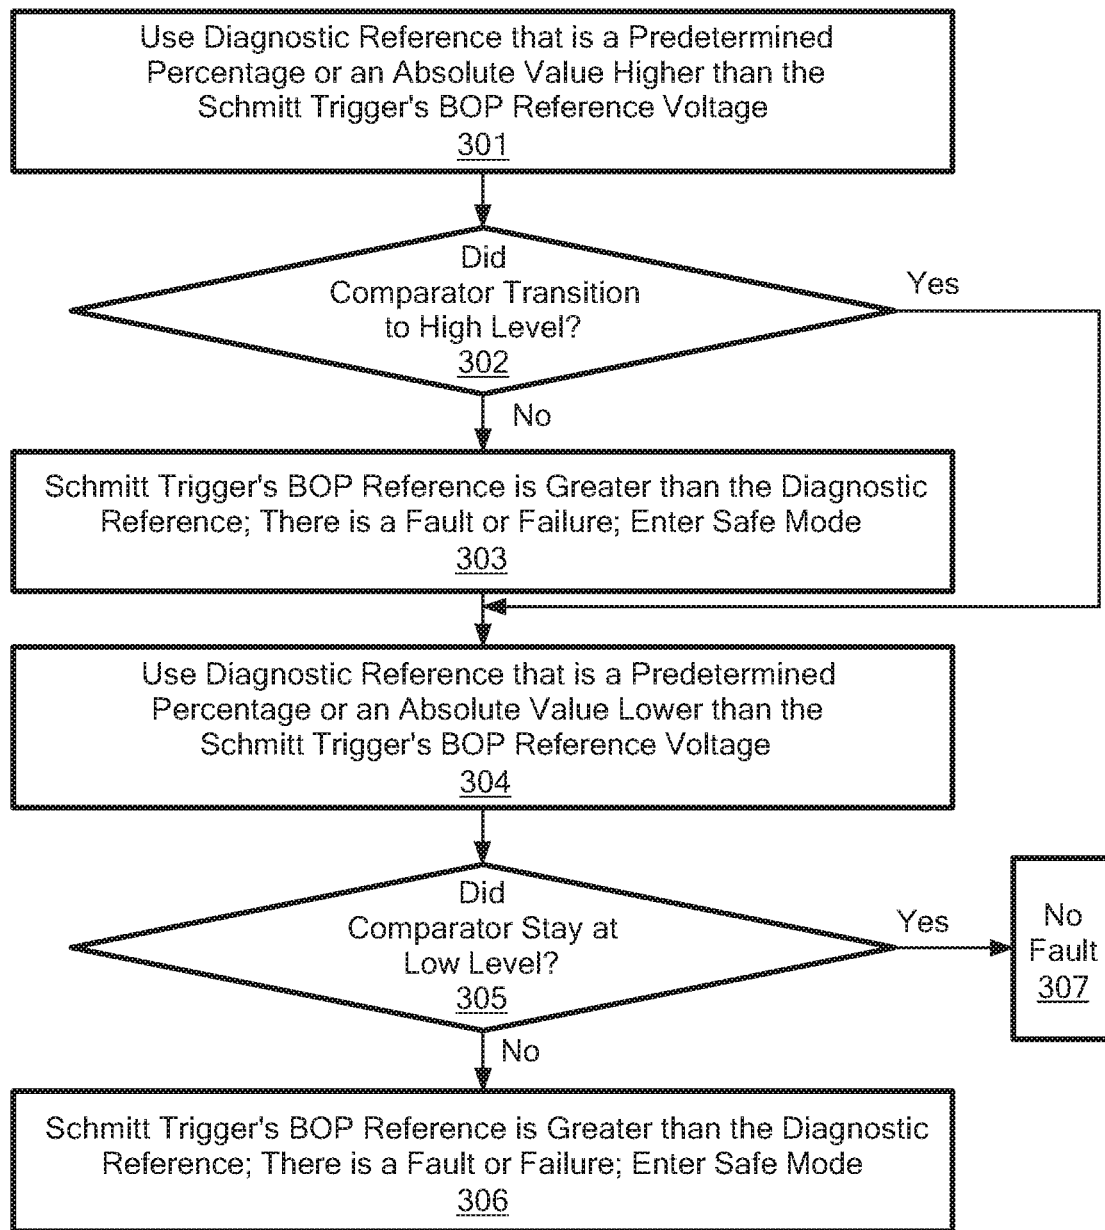 Use Diagnostic Reference that is a Predetermined
Percentage or an Absolute Value Higher than the
Schmitt Trigger's BOP Reference Voltage
301
Did
Comparator Transition
to High Level?
302
Yes
No
Schmitt Trigger's BOP Reference is Greater than the Diagnostic
Reference; There is a Fault or Failure; Enter Safe Mode
303
Use Diagnostic Reference that is a Predetermined
Percentage or an Absolute Value Lower than the
Schmitt Trigger's BOP Reference Voltage
304
Did
Comparator Stay at
Low Level?
305
Yes
No
Fault
307
No
Schmitt Trigger's BOP Reference is Greater than the Diagnostic
Reference; There is a Fault or Failure; Enter Safe Mode
306